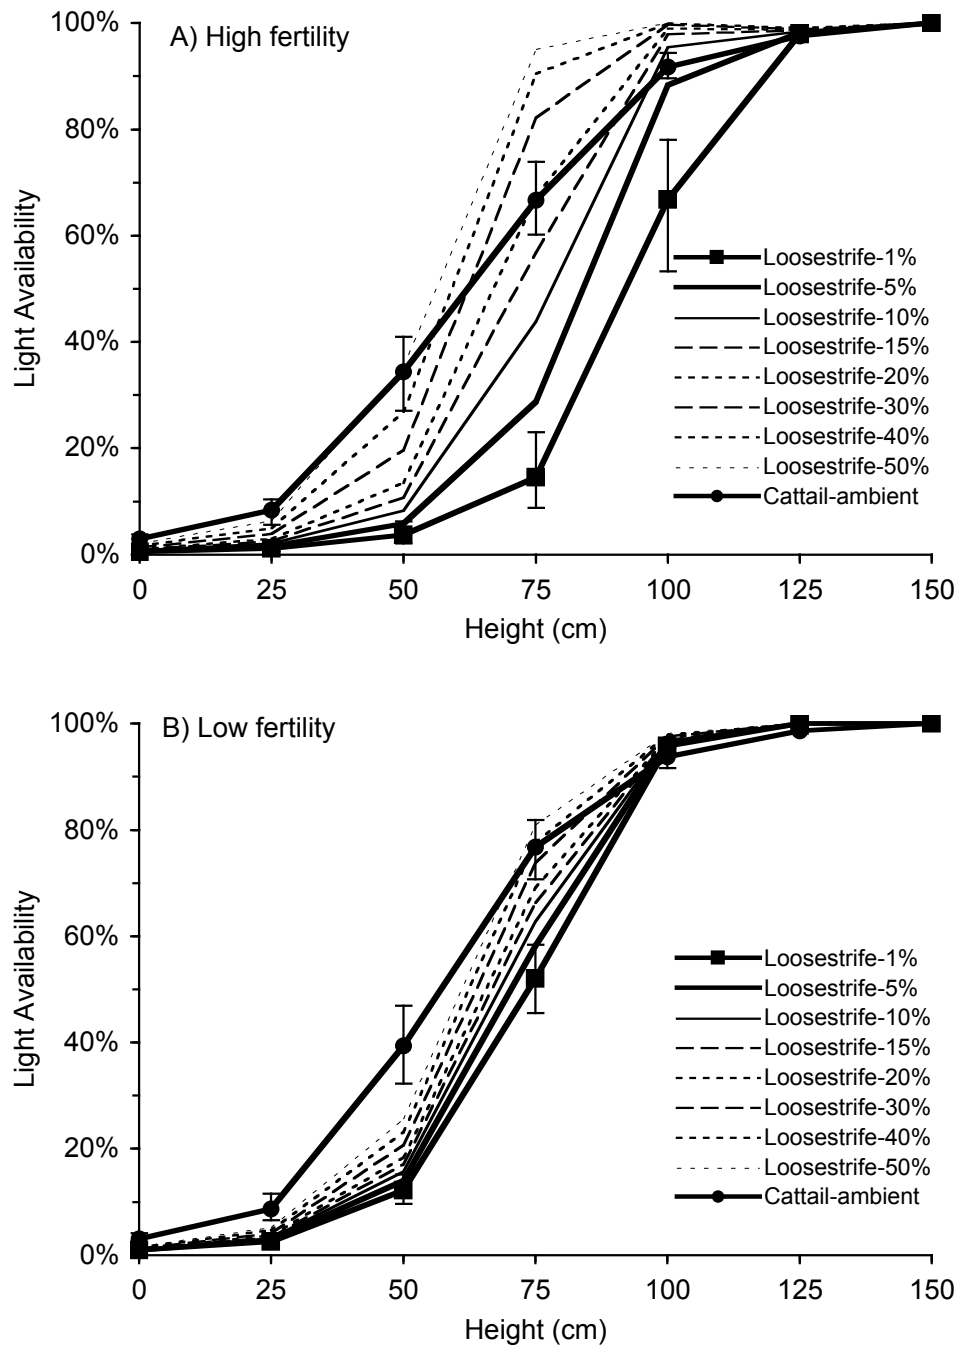 A) High fertility
100%
80%
60%
40%
20%
0%
Light Availability
Loosestrife-1%
Loosestrife-5%
Loosestrife-10%
Loosestrife-15%
Loosestrife-20%
Loosestrife-30%
Loosestrife-40%
Loosestrife-50%
Cattail-ambient
0 25 50 75 100 125 150
Height (cm)
B) Low fertility
100%
80%
60%
40%
20%
0%
Light Availability
Loosestrife-1%
Loosestrife-5%
Loosestrife-10%
Loosestrife-15%
Loosestrife-20%
Loosestrife-30%
Loosestrife-40%
Loosestrife-50%
Cattail-ambient
0 25 50 75 100 125 150
Height (cm)